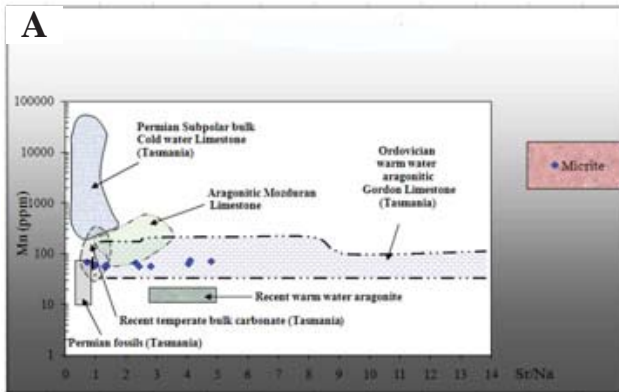 A
100000
10000
1000
100
10
1
Mn (ppm)
Permian Subpolar bulk
Cold water Limestone
(Tasmania)
Aragonitic Mozduran
Limestone
Ordovician
warm water
aragonitic
Gordon Limestone
(Tasmania)
Micrite
Recent warm water aragonite
Recent temperate bulk carbonate (Tasmania)
Permian fossils (Tasmania)
0 1 2 3 4 5 6 7 8 9 10 11 12 13 14 Sr/Na